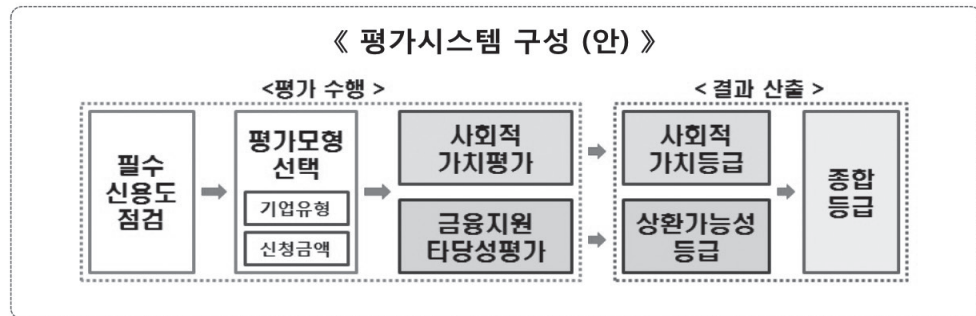 《 평가시스템 구성 (안) 》
<평가 수행 >
< 결과 산출 >
필수
신용도
점검
평가모형
선택
기업유형
신청금액
사회적
가치평가
금융지원
타당성평가
사회적
가치등급
상환가능성
등급
종합
등급